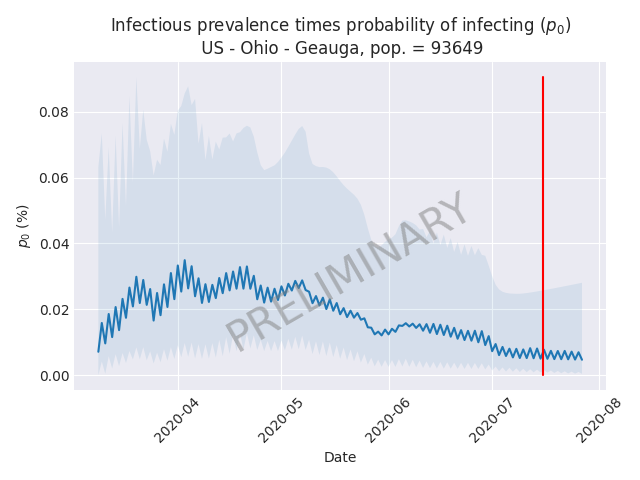 Infectious prevalence times probability of infecting (p₀)
US - Ohio - Geauga, pop. = 93649
p₀ (%)
0.08
0.06
0.04
0.02
0.00
PRELIMINARY
2020-04
2020-05
2020-06
2020-07
2020-08
Date